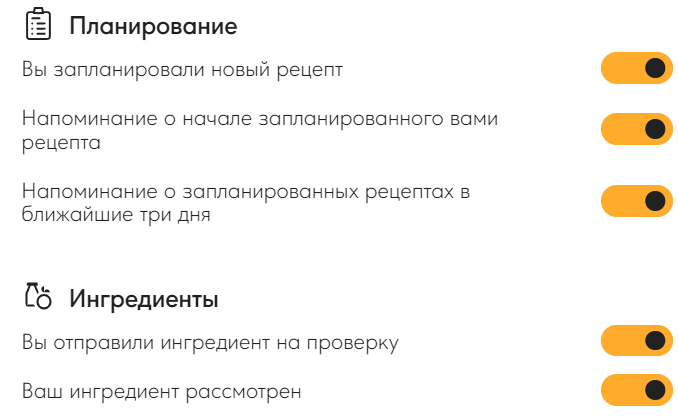 Планирование
Вы запланировали новый рецепт
Напоминание о начале запланированного вами
рецепта
Напоминание о запланированных рецептах в
ближайшие три дня
Ингредиенты
Вы отправили ингредиент на проверку
Ваш ингредиент рассмотрен